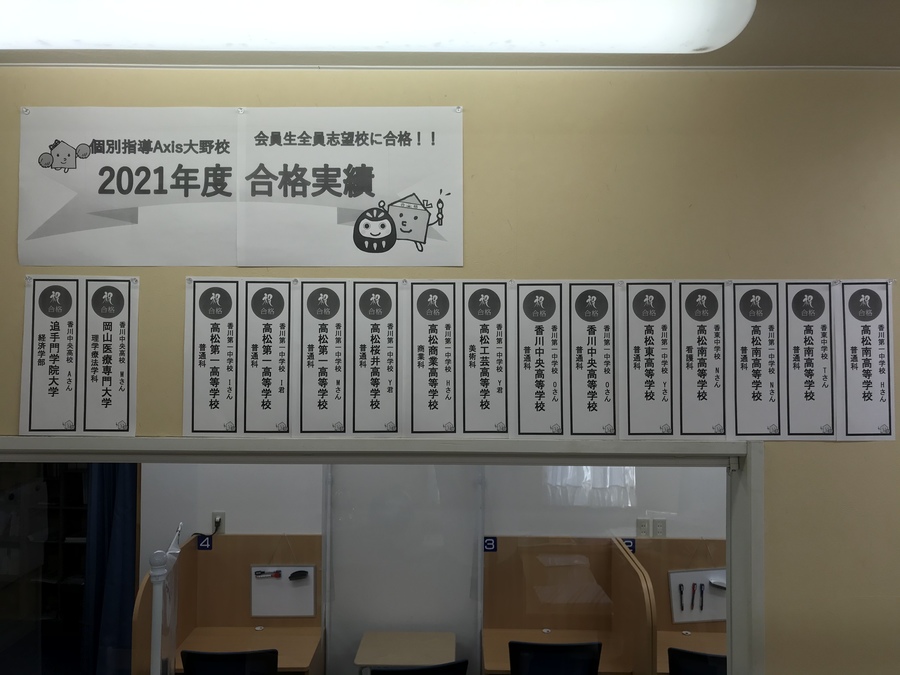 個別指導Axis大野校
会員生全員志望校に合格！！
2021年度 合格実績
祝
合格
香川中央高校 Aさん
追手門学院大学
経済学部
祝
合格
香川中央高校 Mさん
岡山医療専門大学
理学療法学科
祝
合格
香川第一中学校 Iさん
高松第一高等学校
普通科
祝
合格
香川第一中学校 I君
高松第一高等学校
普通科
祝
合格
香川第一中学校 Mさん
高松第一高等学校
普通科
祝
合格
香川第一中学校 Y君
高松桜井高等学校
普通科
祝
合格
香川第一中学校 Hさん
高松商業高等学校
商業科
祝
合格
香川第一中学校 Y君
高松工芸高等学校
美術科
祝
合格
香川第一中学校 Oさん
香川中央高等学校
普通科
祝
合格
香川第一中学校 Oさん
香川中央高等学校
普通科
祝
合格
香川第一中学校 Yさん
高松東高等学校
普通科
祝
合格
香東中学校 Nさん
高松南高等学校
看護科
祝
合格
香川第一中学校 Nさん
高松南高等学校
普通科
祝
合格
香東中学校 Tさん
高松南高等学校
普通科
祝
合格
香川第一中学校 Hさん
高松南高等学校
普通科
4
3
2